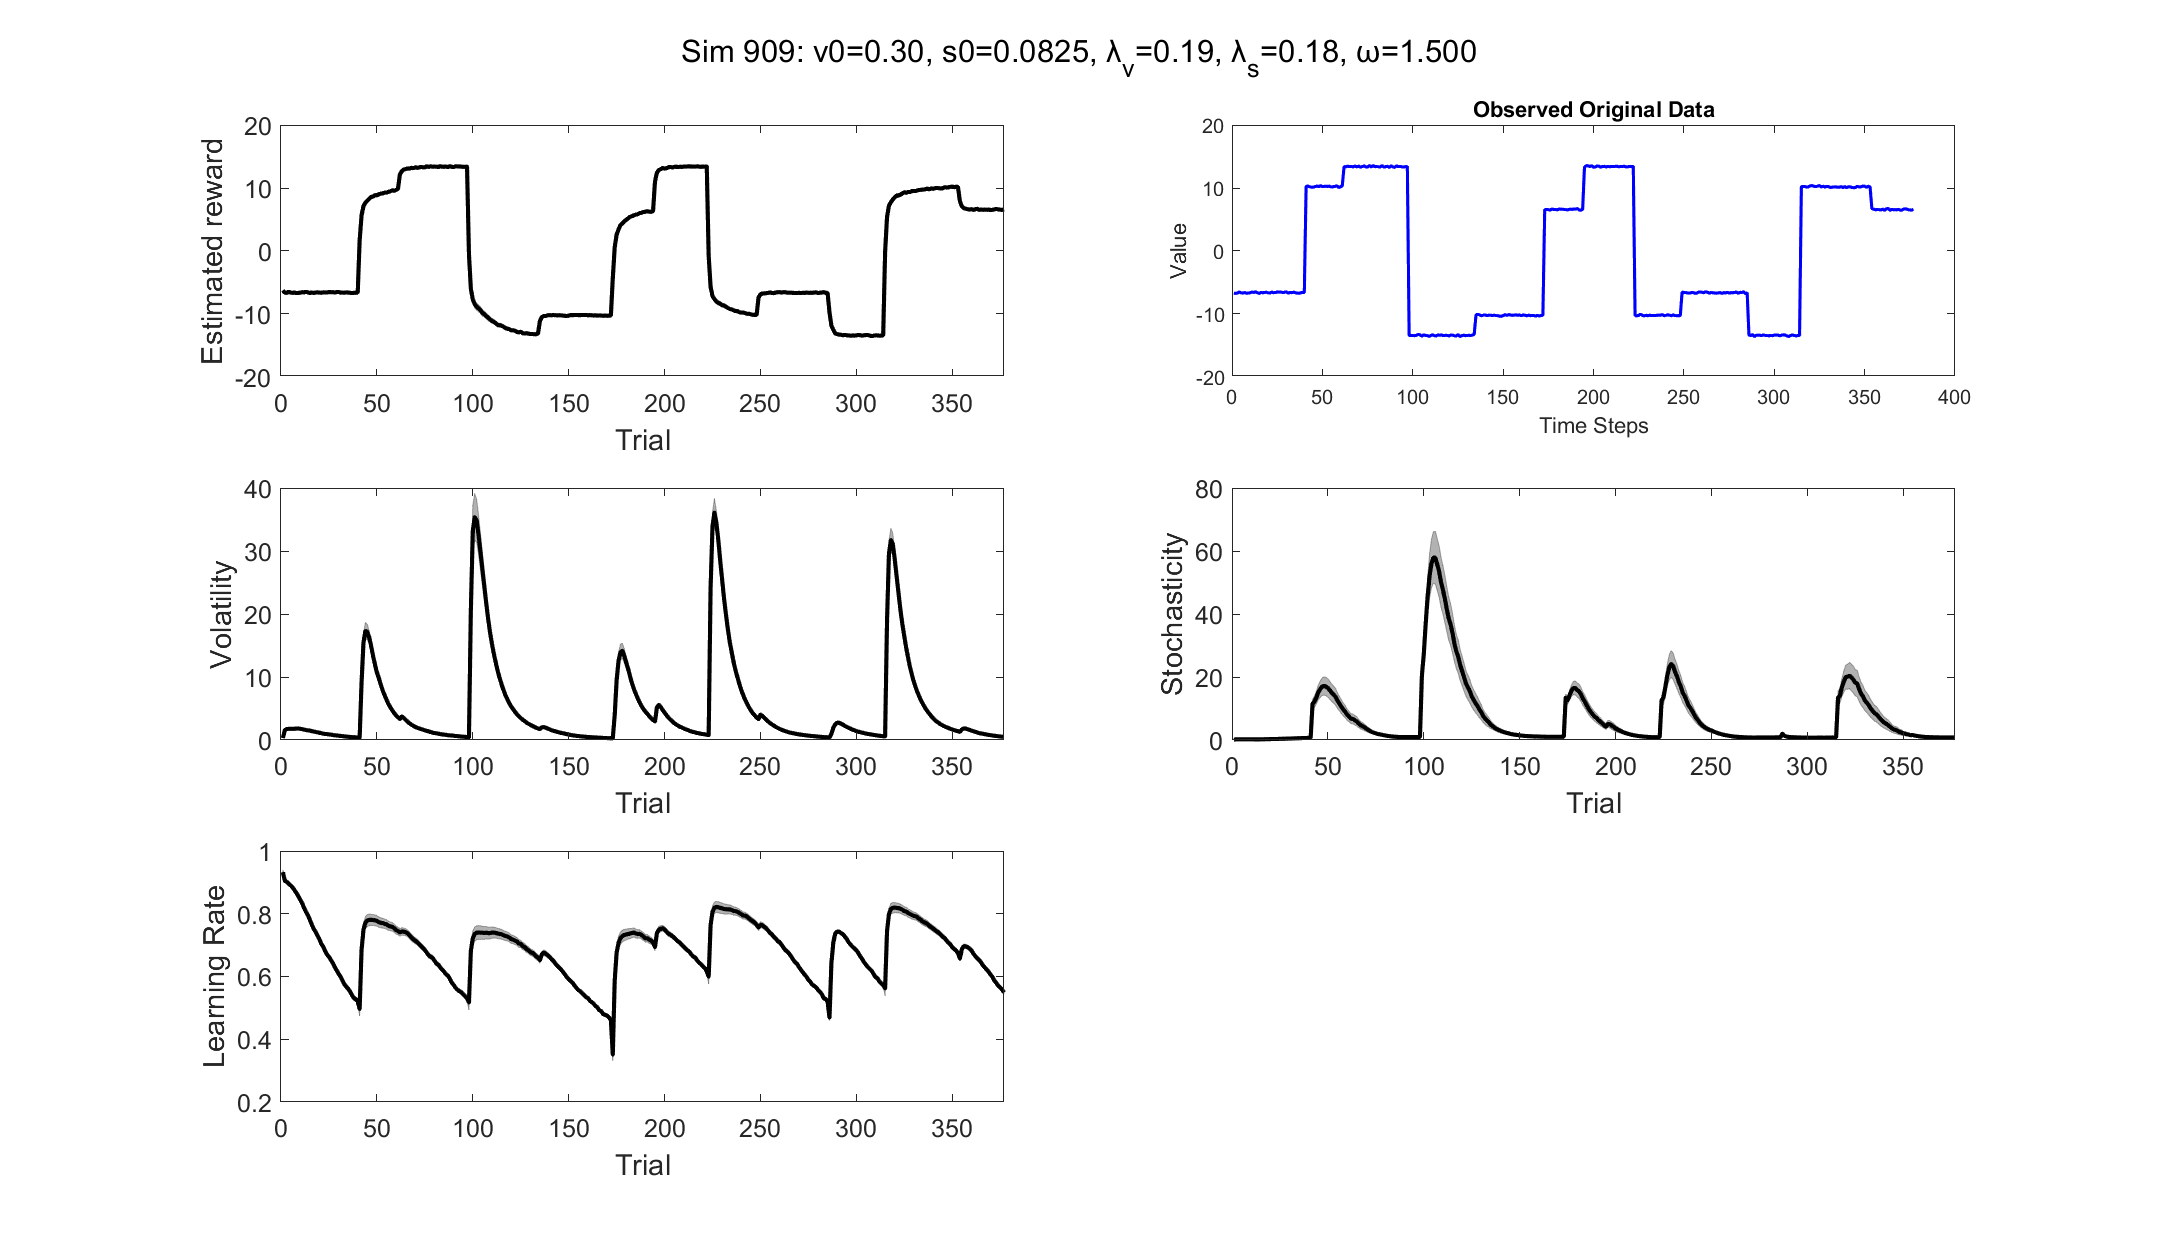 Sim 909: v0=0.30, s0=0.0825, λv=0.19, λs=0.18, ω=1.500
Estimated reward
20
10
0
-10
-20
0 50 100 150 200 250 300 350
Trial
Observed Original Data
Value
20
10
0
-10
-20
0 50 100 150 200 250 300 350 400
Time Steps
Volatility
40
30
20
10
0
0 50 100 150 200 250 300 350
Trial
Stochasticity
80
60
40
20
0
0 50 100 150 200 250 300 350
Trial
Learning Rate
1
0.8
0.6
0.4
0.2
0 50 100 150 200 250 300 350
Trial